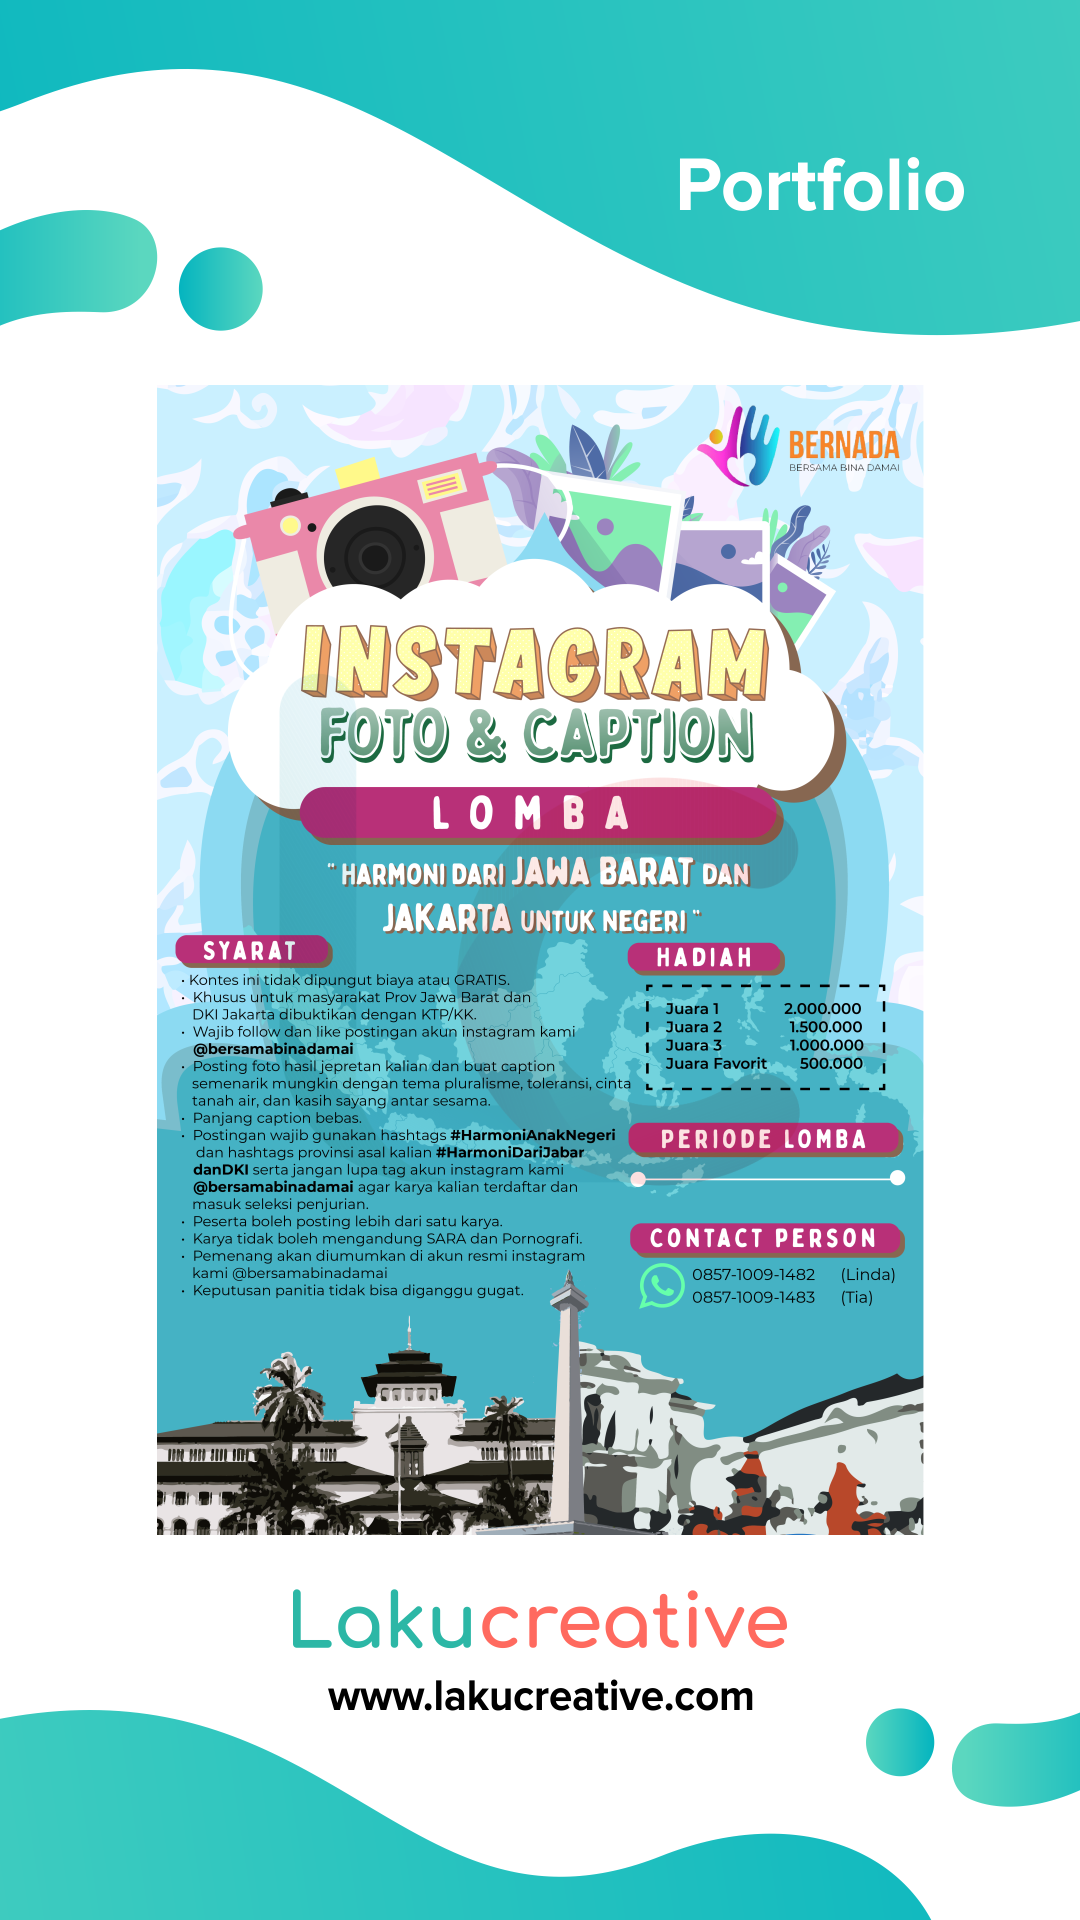 Portfolio
BERNADA
BERSAMA BINA DAMAI
INSTAGRAM
FOTO & CAPTION
LOMBA
" HARMONI DARI JAWA BARAT DAN
JAKARTA UNTUK NEGERI "
SYARAT
• Kontes ini tidak dipungut biaya atau GRATIS.
• Khusus untuk masyarakat Prov Jawa Barat dan
DKI Jakarta dibuktikan dengan KTP/KK.
• Wajib follow dan like postingan akun instagram kami
@bersamabinadamai
• Posting foto hasil jepretan kalian dan buat caption
semenarik mungkin dengan tema pluralisme, toleransi, cinta
tanah air, dan kasih sayang antar sesama.
• Panjang caption bebas.
• Postingan wajib gunakan hashtags #HarmoniAnakNegeri
dan hashtags provinsi asal kalian #HarmoniDariJabar
danDKI serta jangan lupa tag akun instagram kami
@bersamabinadamai agar karya kalian terdaftar dan
masuk seleksi penjurian.
• Peserta boleh posting lebih dari satu karya.
• Karya tidak boleh mengandung SARA dan Pornografi.
• Pemenang akan diumumkan di akun resmi instagram
kami @bersamabinadamai
• Keputusan panitia tidak bisa diganggu gugat.
HADIAH
Juara 1 2.000.000
Juara 2 1.500.000
Juara 3 1.000.000
Juara Favorit 500.000
PERIODE LOMBA
CONTACT PERSON
0857-1009-1482 (Linda)
0857-1009-1483 (Tia)
Lakucreative
www.lakucreative.com